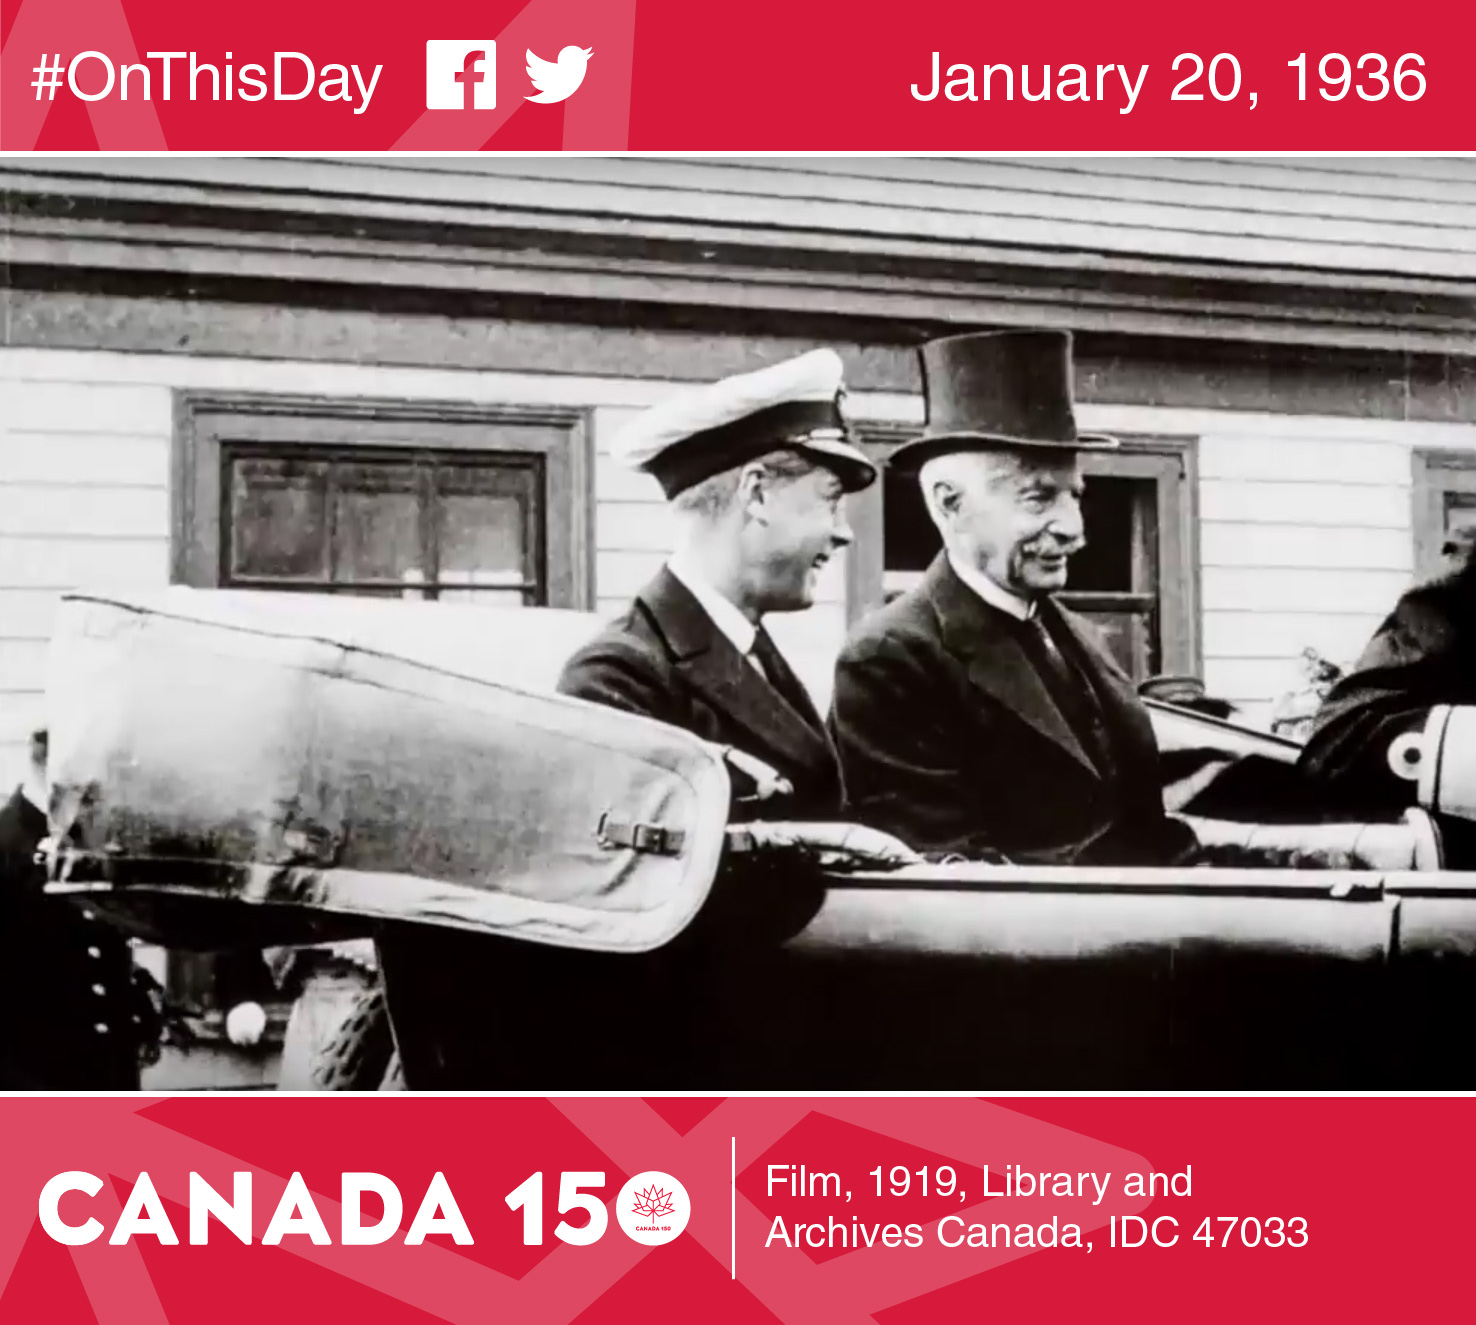 #OnThisDay
January 20, 1936
CANADA 150
CANADA 150
Film, 1919, Library and
Archives Canada, IDC 47033